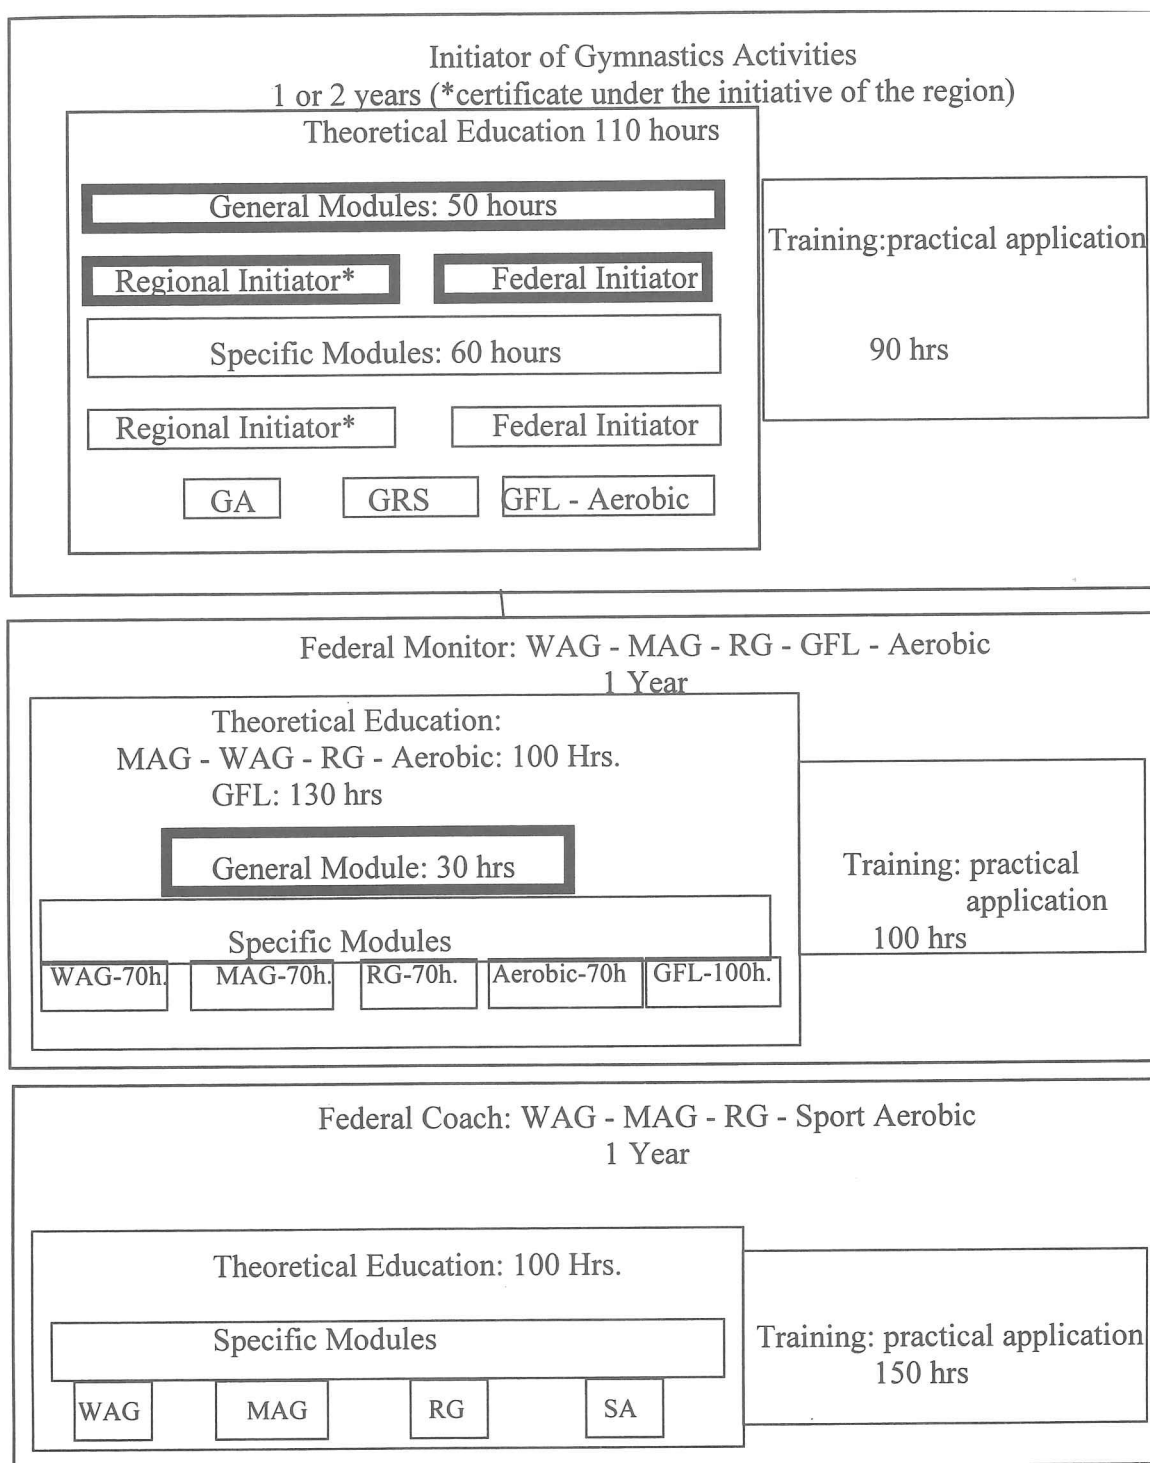 Initiator of Gymnastics Activities
1 or 2 years (*certificate under the initiative of the region)
Theoretical Education 110 hours
General Modules: 50 hours
Training:practical application
Regional Initiator*
Federal Initiator
Specific Modules: 60 hours
90 hrs
Regional Initiator*
Federal Initiator
GA
GRS
GFL - Aerobic
Federal Monitor: WAG - MAG - RG - GFL - Aerobic
1 Year
Theoretical Education:
MAG - WAG - RG - Aerobic: 100 Hrs.
GFL: 130 hrs
General Module: 30 hrs
Training: practical
application
100 hrs
Specific Modules
WAG-70h.
MAG-70h.
RG-70h.
Aerobic-70h
GFL-100h.
Federal Coach: WAG - MAG - RG - Sport Aerobic
1 Year
Theoretical Education: 100 Hrs.
Specific Modules
Training: practical application
150 hrs
WAG
MAG
RG
SA